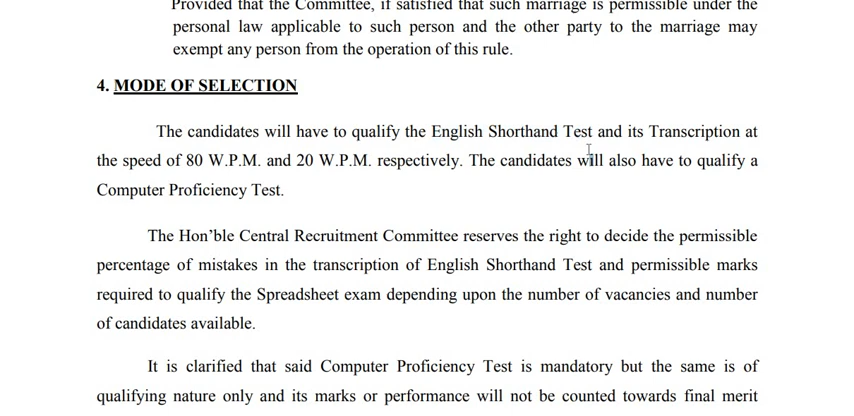 Provided that the Committee, if satisfied that such marriage is permissible under the
personal law applicable to such person and the other party to the marriage may
exempt any person from the operation of this rule.
4. MODE OF SELECTION
The candidates will have to qualify the English Shorthand Test and its Transcription at
the speed of 80 W.P.M. and 20 W.P.M. respectively. The candidates will also have to qualify a
Computer Proficiency Test.
The Hon’ble Central Recruitment Committee reserves the right to decide the permissible
percentage of mistakes in the transcription of English Shorthand Test and permissible marks
required to qualify the Spreadsheet exam depending upon the number of vacancies and number
of candidates available.
It is clarified that said Computer Proficiency Test is mandatory but the same is of
qualifying nature only and its marks or performance will not be counted towards final merit